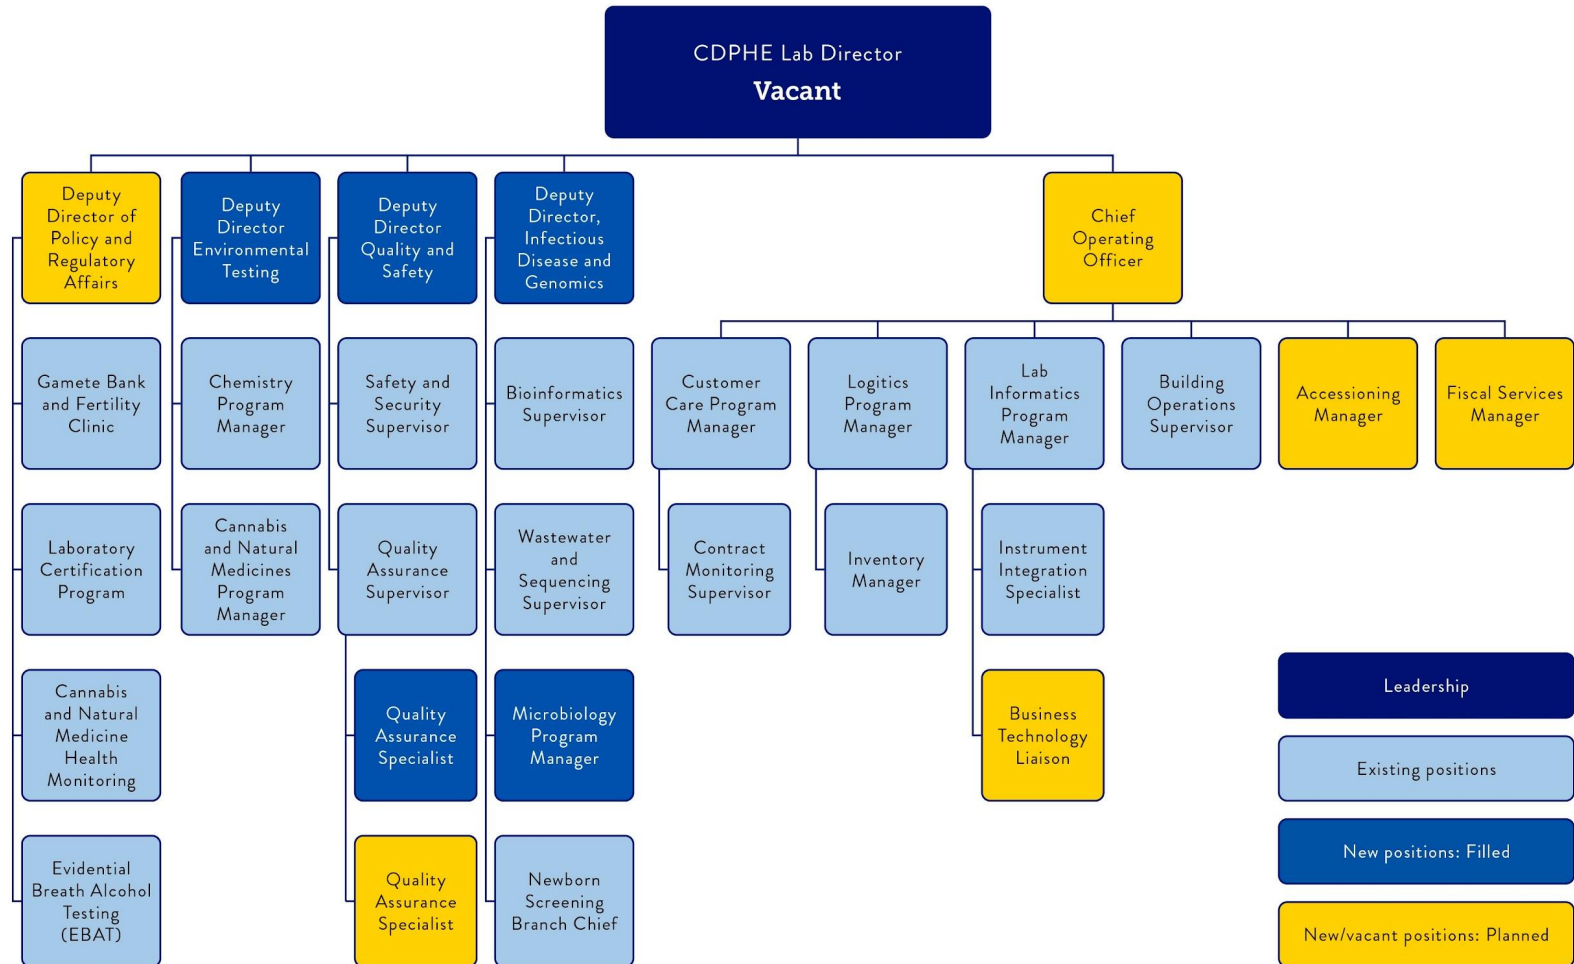 CDPHE Lab Director
Vacant
Deputy
Director of
Policy and
Regulatory
Affairs
Deputy
Director
Environmental
Testing
Deputy
Director
Quality and
Safety
Deputy
Director,
Infectious
Disease and
Genomics
Chief
Operating
Officer
Gamete Bank
and Fertility
Clinic
Chemistry
Program
Manager
Safety and
Security
Supervisor
Bioinformatics
Supervisor
Customer
Care Program
Manager
Logitics
Program
Manager
Lab
Informatics
Program
Manager
Building
Operations
Supervisor
Accessioning
Manager
Fiscal Services
Manager
Laboratory
Certification
Program
Cannabis
and Natural
Medicines
Program
Manager
Quality
Assurance
Supervisor
Wastewater
and
Sequencing
Supervisor
Contract
Monitoring
Supervisor
Inventory
Manager
Instrument
Integration
Specialist
Cannabis
and Natural
Medicine
Health
Monitoring
Quality
Assurance
Specialist
Microbiology
Program
Manager
Business
Technology
Liaison
Evidential
Breath Alcohol
Testing
(EBAT)
Quality
Assurance
Specialist
Newborn
Screening
Branch Chief
Leadership
Existing positions
New positions: Filled
New/vacant positions: Planned